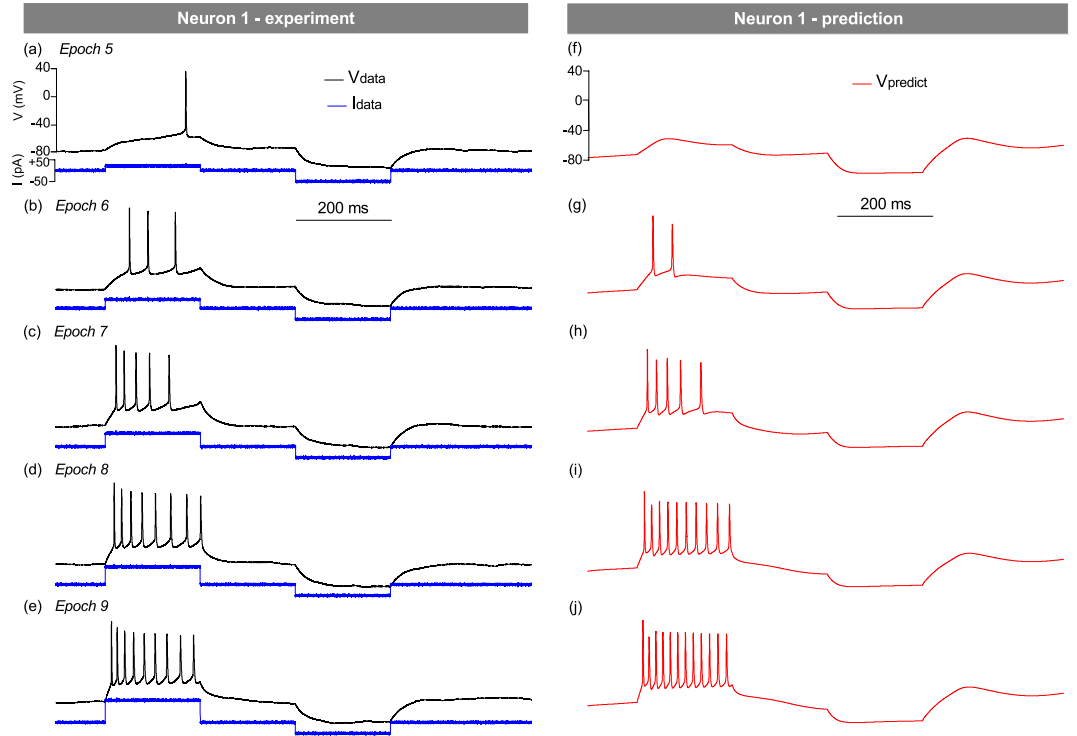 Neuron 1 - experiment
Neuron 1 - prediction
(a) Epoch 5
40
0
-40
-80
V (mV)
+50
-50
I (pA)
Vdata
Idata
(f)
40
0
-40
-80
Vpredict
(b) Epoch 6
200 ms
(g)
200 ms
(c) Epoch 7
(h)
(d) Epoch 8
(i)
(e) Epoch 9
(j)